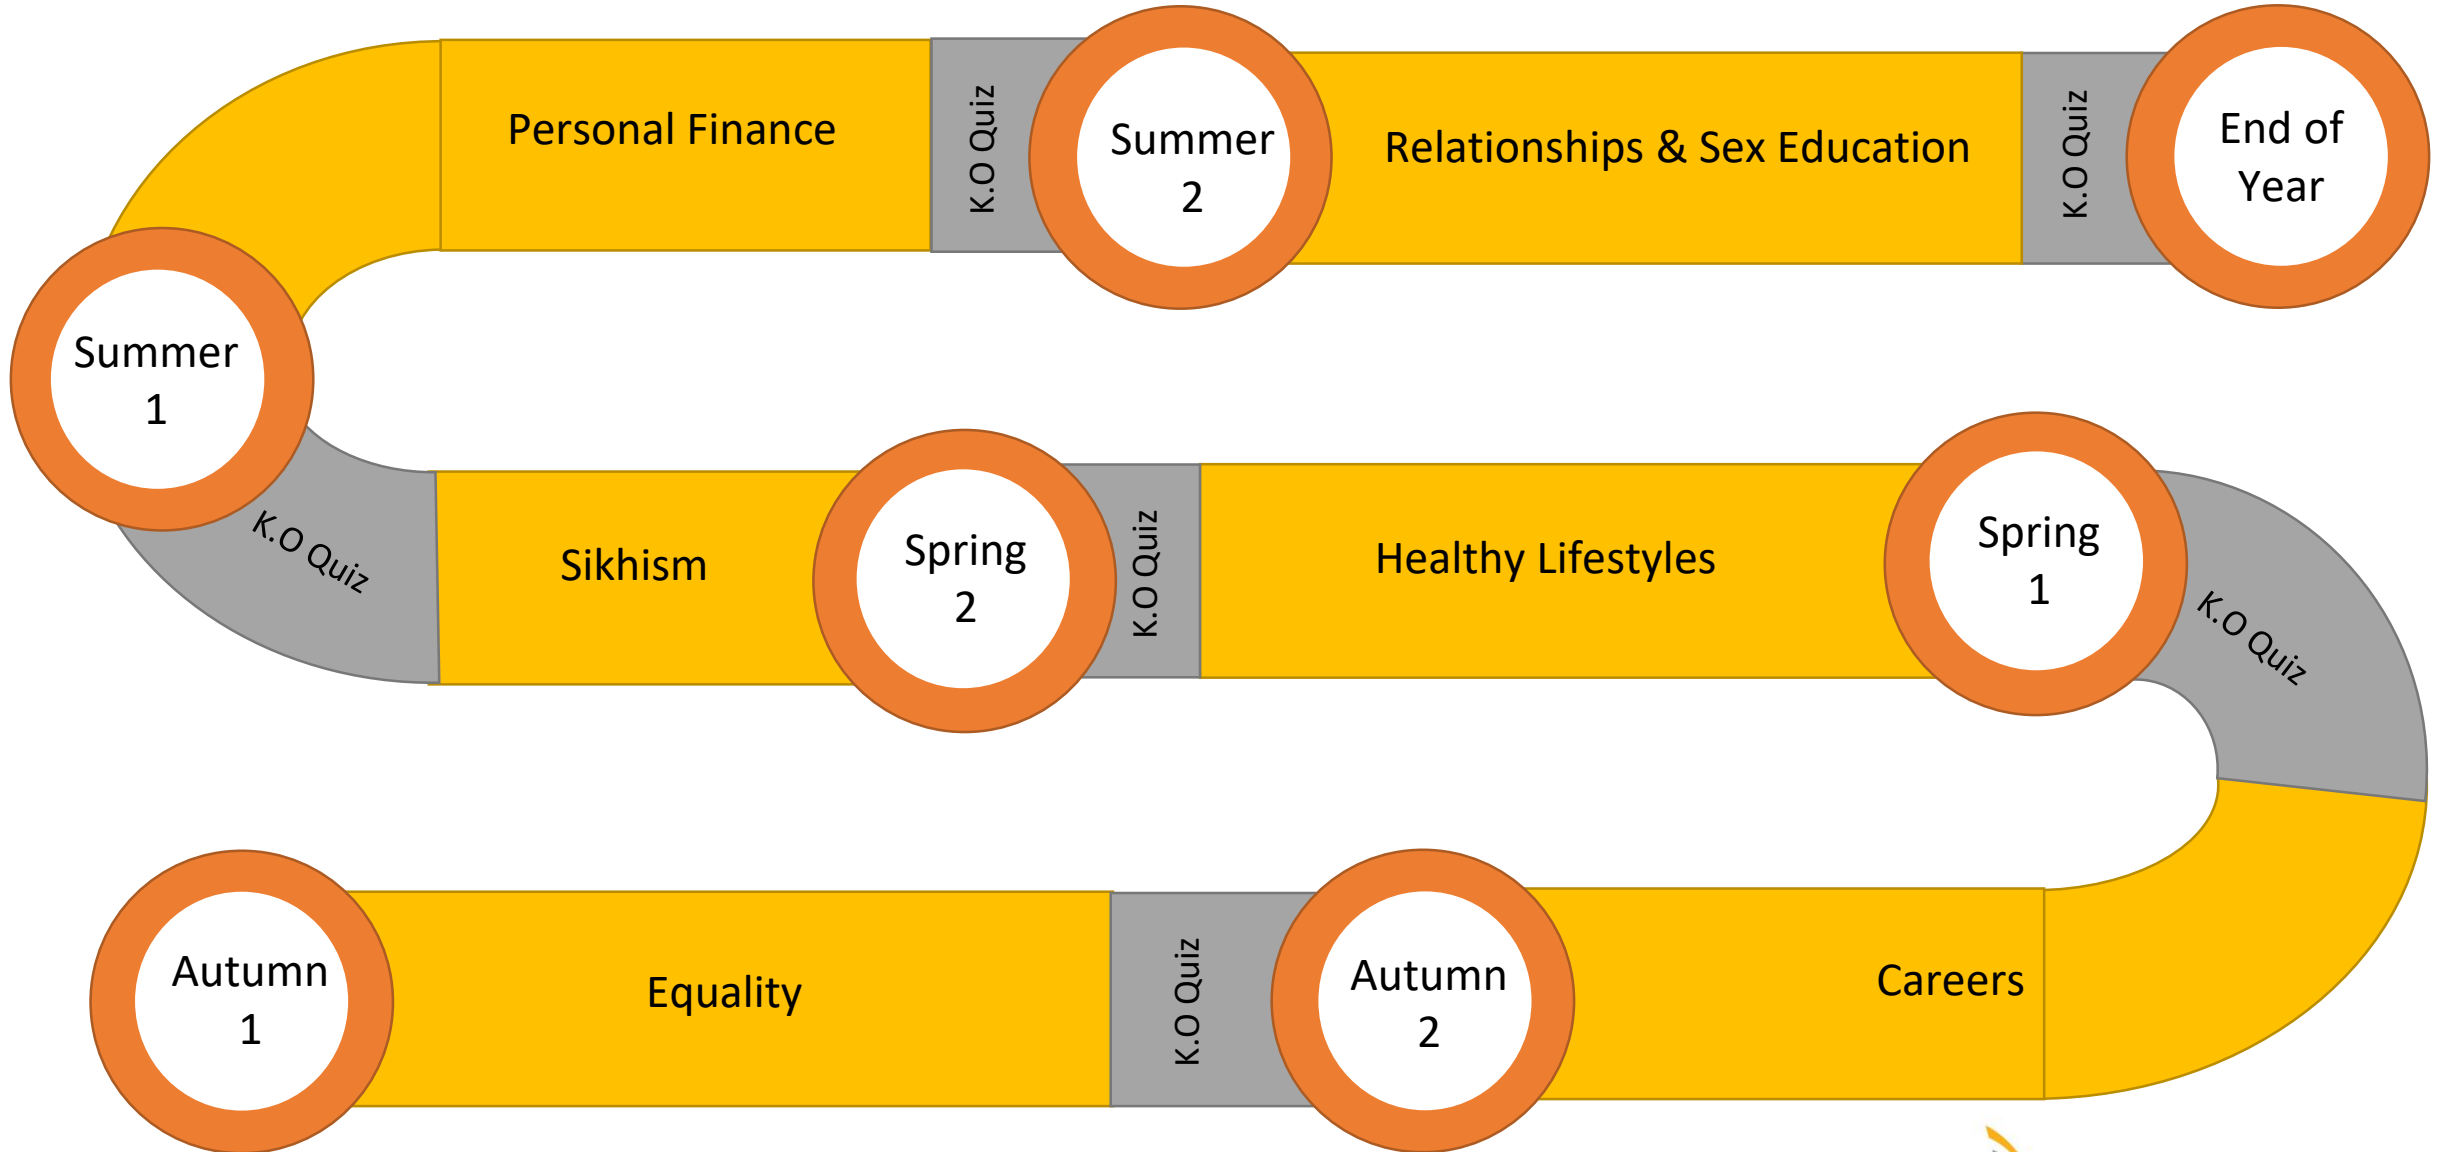 Personal Finance
K.O Quiz
Summer
2
Relationships & Sex Education
K.O Quiz
End of
Year
Summer
1
K.O Quiz
Sikhism
Spring
2
K.O Quiz
Healthy Lifestyles
Spring
1
K.O Quiz
Autumn
1
Equality
K.O Quiz
Autumn
2
Careers